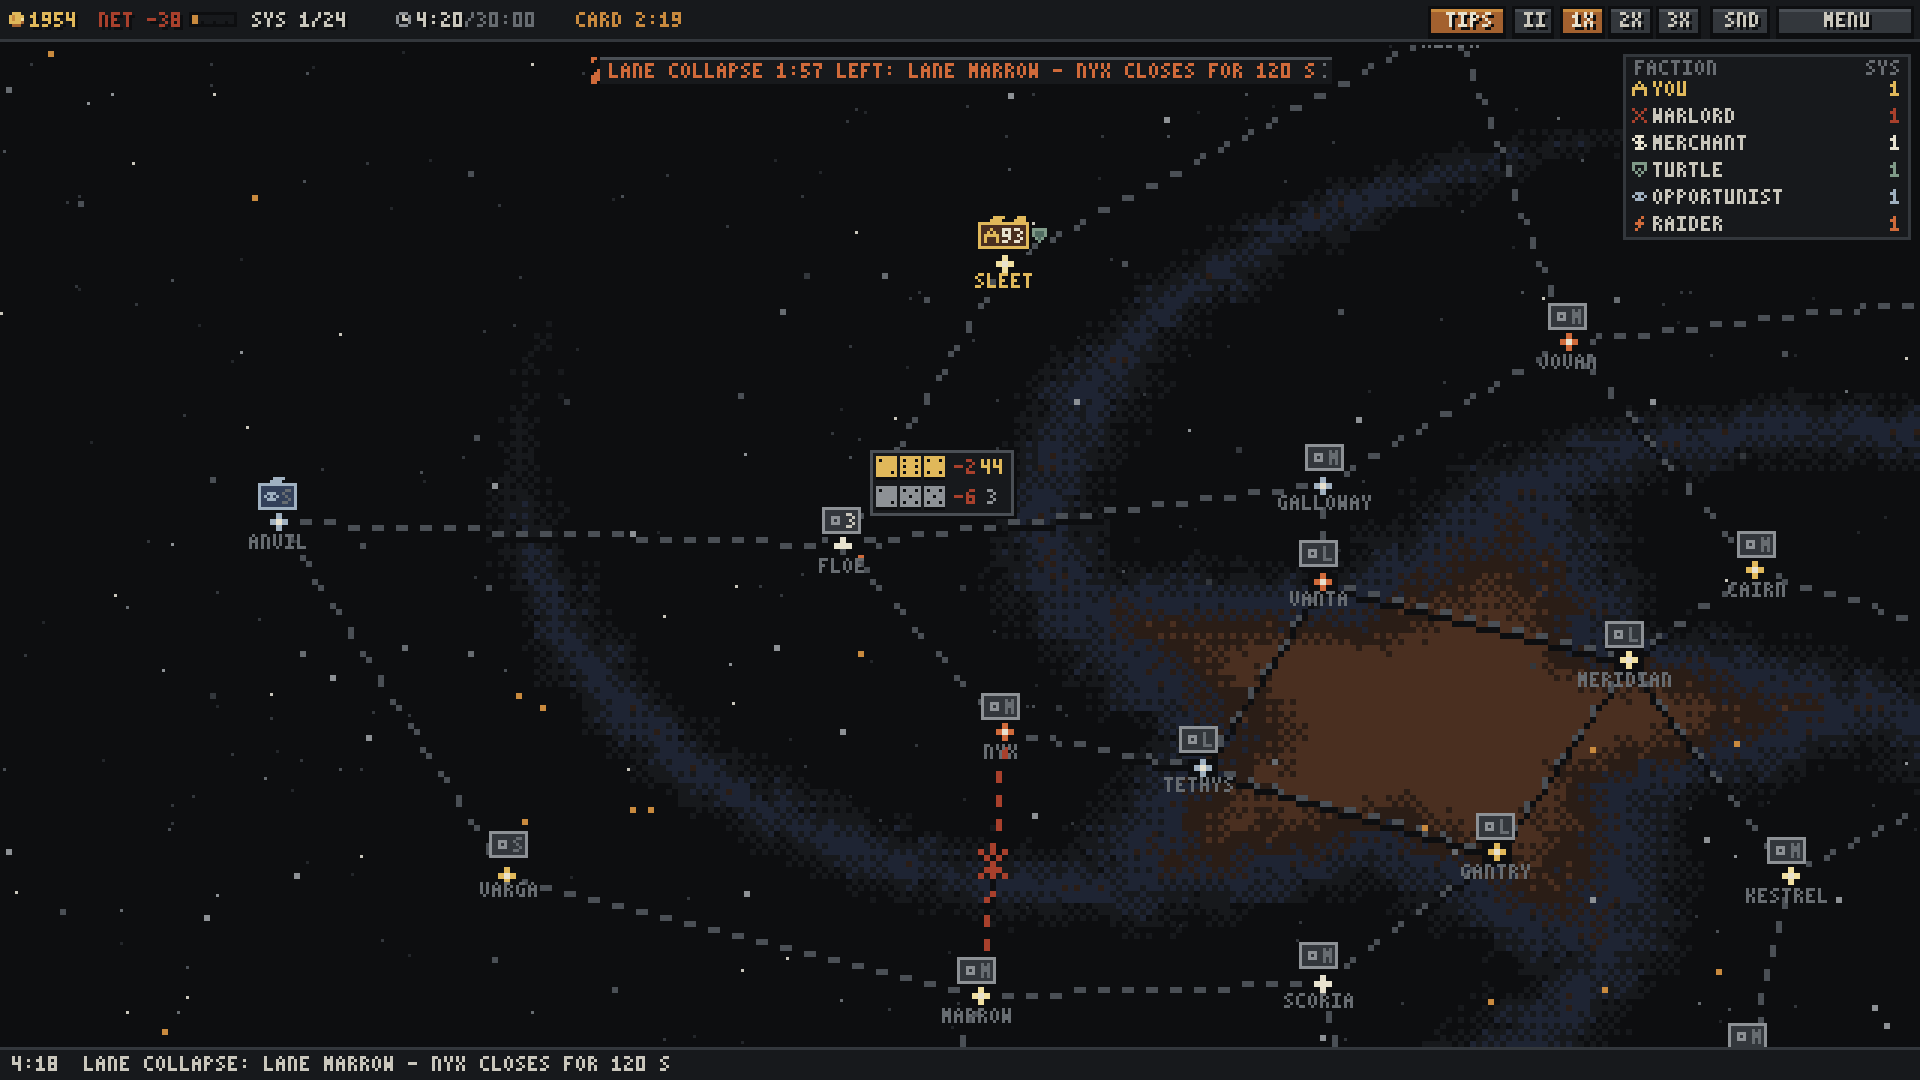 1954 NET -38 SYS 1/24 4:20/30:00 CARD 2:19 TIPS II 1X 2X 3X SND MENU
LANE COLLAPSE 1:57 LEFT: LANE MARROW - NYX CLOSES FOR 120 S
FACTION SYS
YOU 1
WARLORD 1
MERCHANT 1
TURTLE 1
OPPORTUNIST 1
RAIDER 1
93
SLEET
M
JOVAN
-2 44
-6 3
M
GALLOWAY
S
ANVIL
3
FLOE
L
VANTA
M
CAIRN
L
MERIDIAN
M
NYX
L
TETHYS
S
VARGA
L
GANTRY
M
KESTREL
M
MARROW
M
SCORIA
M
4:18 LANE COLLAPSE: LANE MARROW - NYX CLOSES FOR 120 S